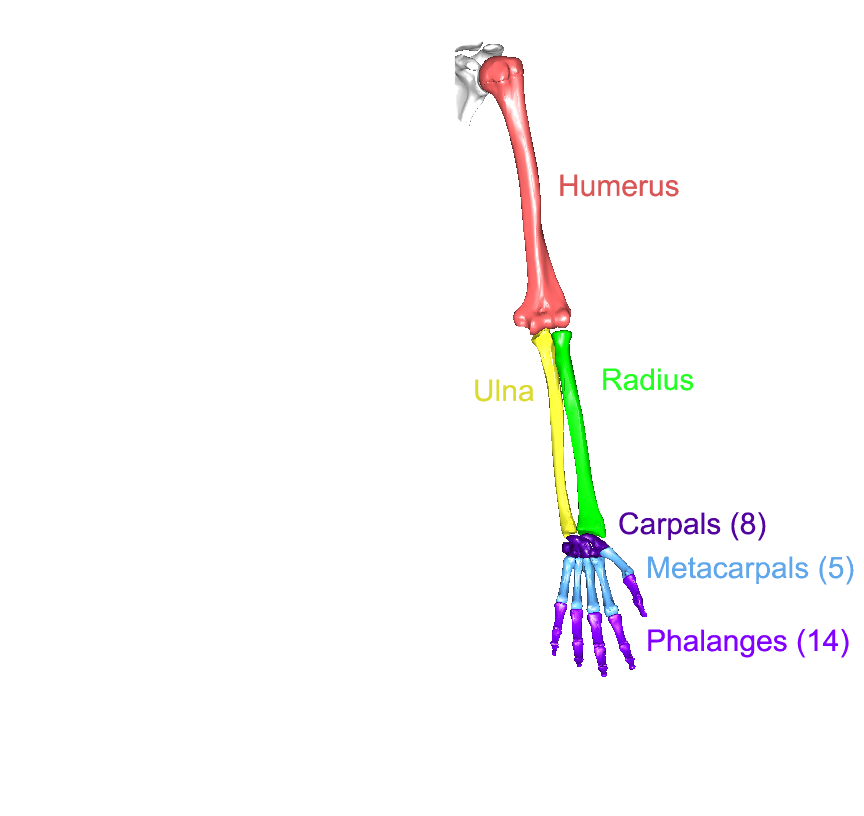 Humerus
Radius
Ulna
Carpals (8)
Metacarpals (5)
Phalanges (14)